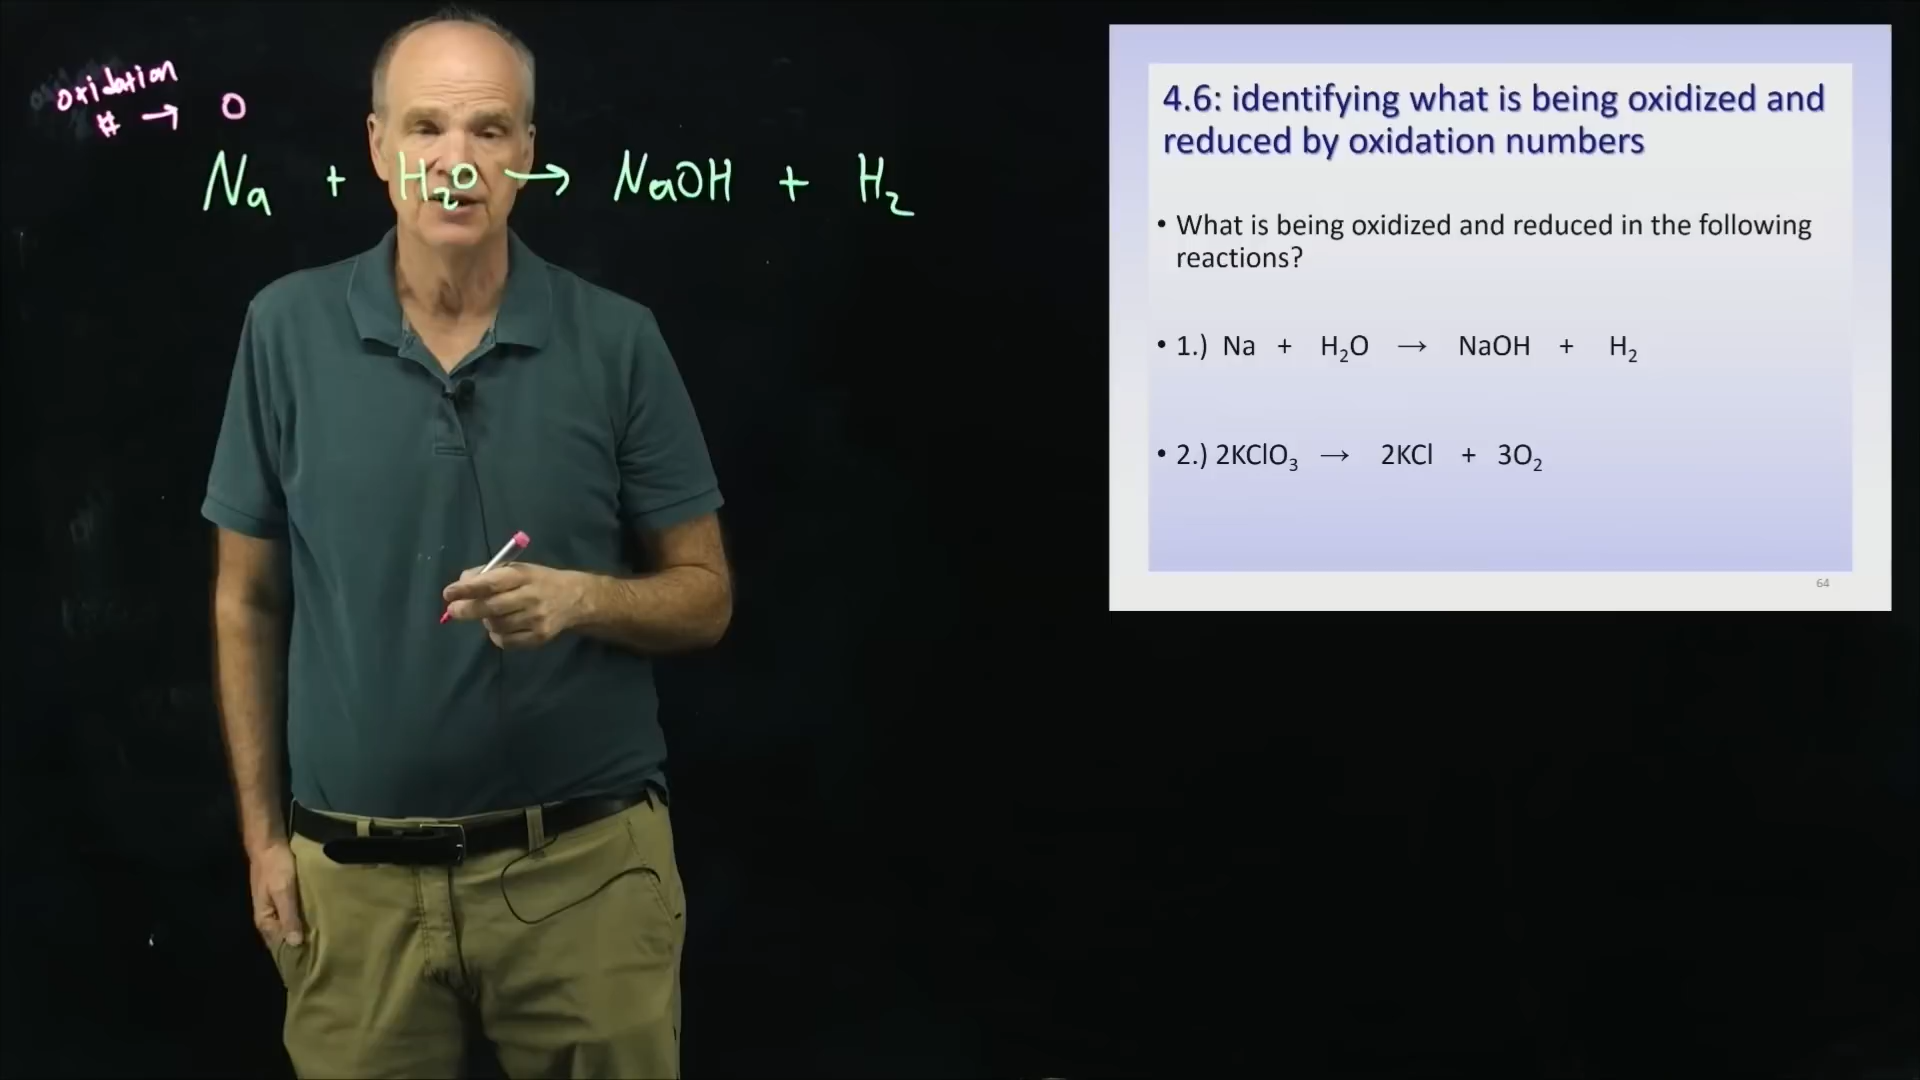 oxidation
# → 0
Na + H₂O → NaOH + H₂
4.6: identifying what is being oxidized and
reduced by oxidation numbers
• What is being oxidized and reduced in the following
reactions?
• 1.) Na + H₂O → NaOH + H₂
• 2.) 2KClO₃ → 2KCl + 3O₂
64